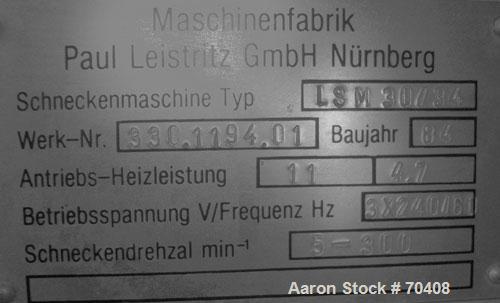 Maschinenfabrik
Paul Leistritz GmbH Nürnberg
Schneckenmaschine Typ LSM 30/34
Werk-Nr. 330.1194.01 Baujahr 84
Antriebs-Heizleistung 11 4.7
Betriebsspannung V/Frequenz Hz 3X240/60
Schneckendrehzal min⁻¹ 5-300
Aaron Stock # 70408